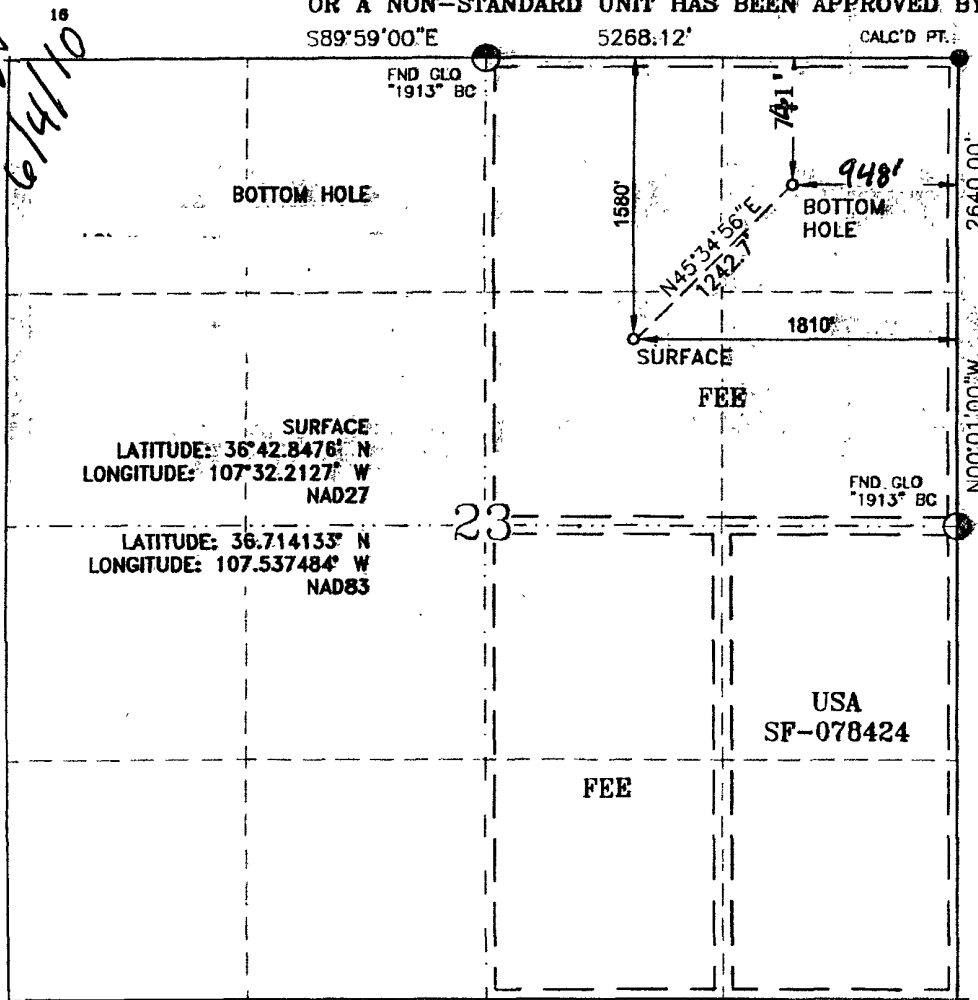 16
OR A NON-STANDARD UNIT HAS BEEN APPROVED BY
6/4/10
S89°59'00"E 5268.12' CALC'D PT.
FND GLO
"1913" BC
BOTTOM HOLE
1580'
948'
BOTTOM
HOLE
2640.00'
N45°34'56"E
1242.7'
1810'
SURFACE
FEE
N00°01'00"W
SURFACE
LATITUDE: 36°42.8476' N
LONGITUDE: 107°32.2127' W
NAD27
FND. GLO
"1913" BC
23
LATITUDE: 36.714133° N
LONGITUDE: 107.537484° W
NAD83
USA
SF-078424
FEE